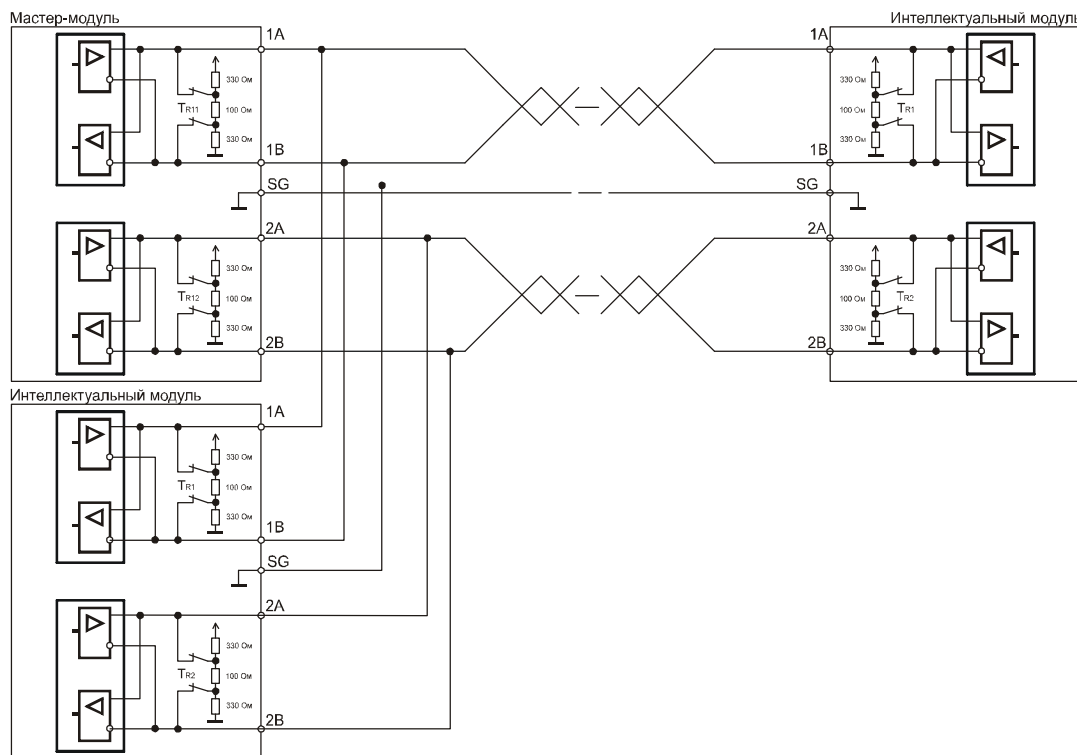 Мастер-модуль
1A
330 Ом
TR11
100 Ом
330 Ом
1B
SG
2A
330 Ом
TR12
100 Ом
330 Ом
2B
Интеллектуальный модуль
1A
330 Ом
TR1
100 Ом
330 Ом
1B
SG
2A
330 Ом
TR2
100 Ом
330 Ом
2B
Интеллектуальный модуль
1A
330 Ом
100 Ом
TR1
330 Ом
1B
SG
2A
330 Ом
100 Ом
TR2
330 Ом
2B